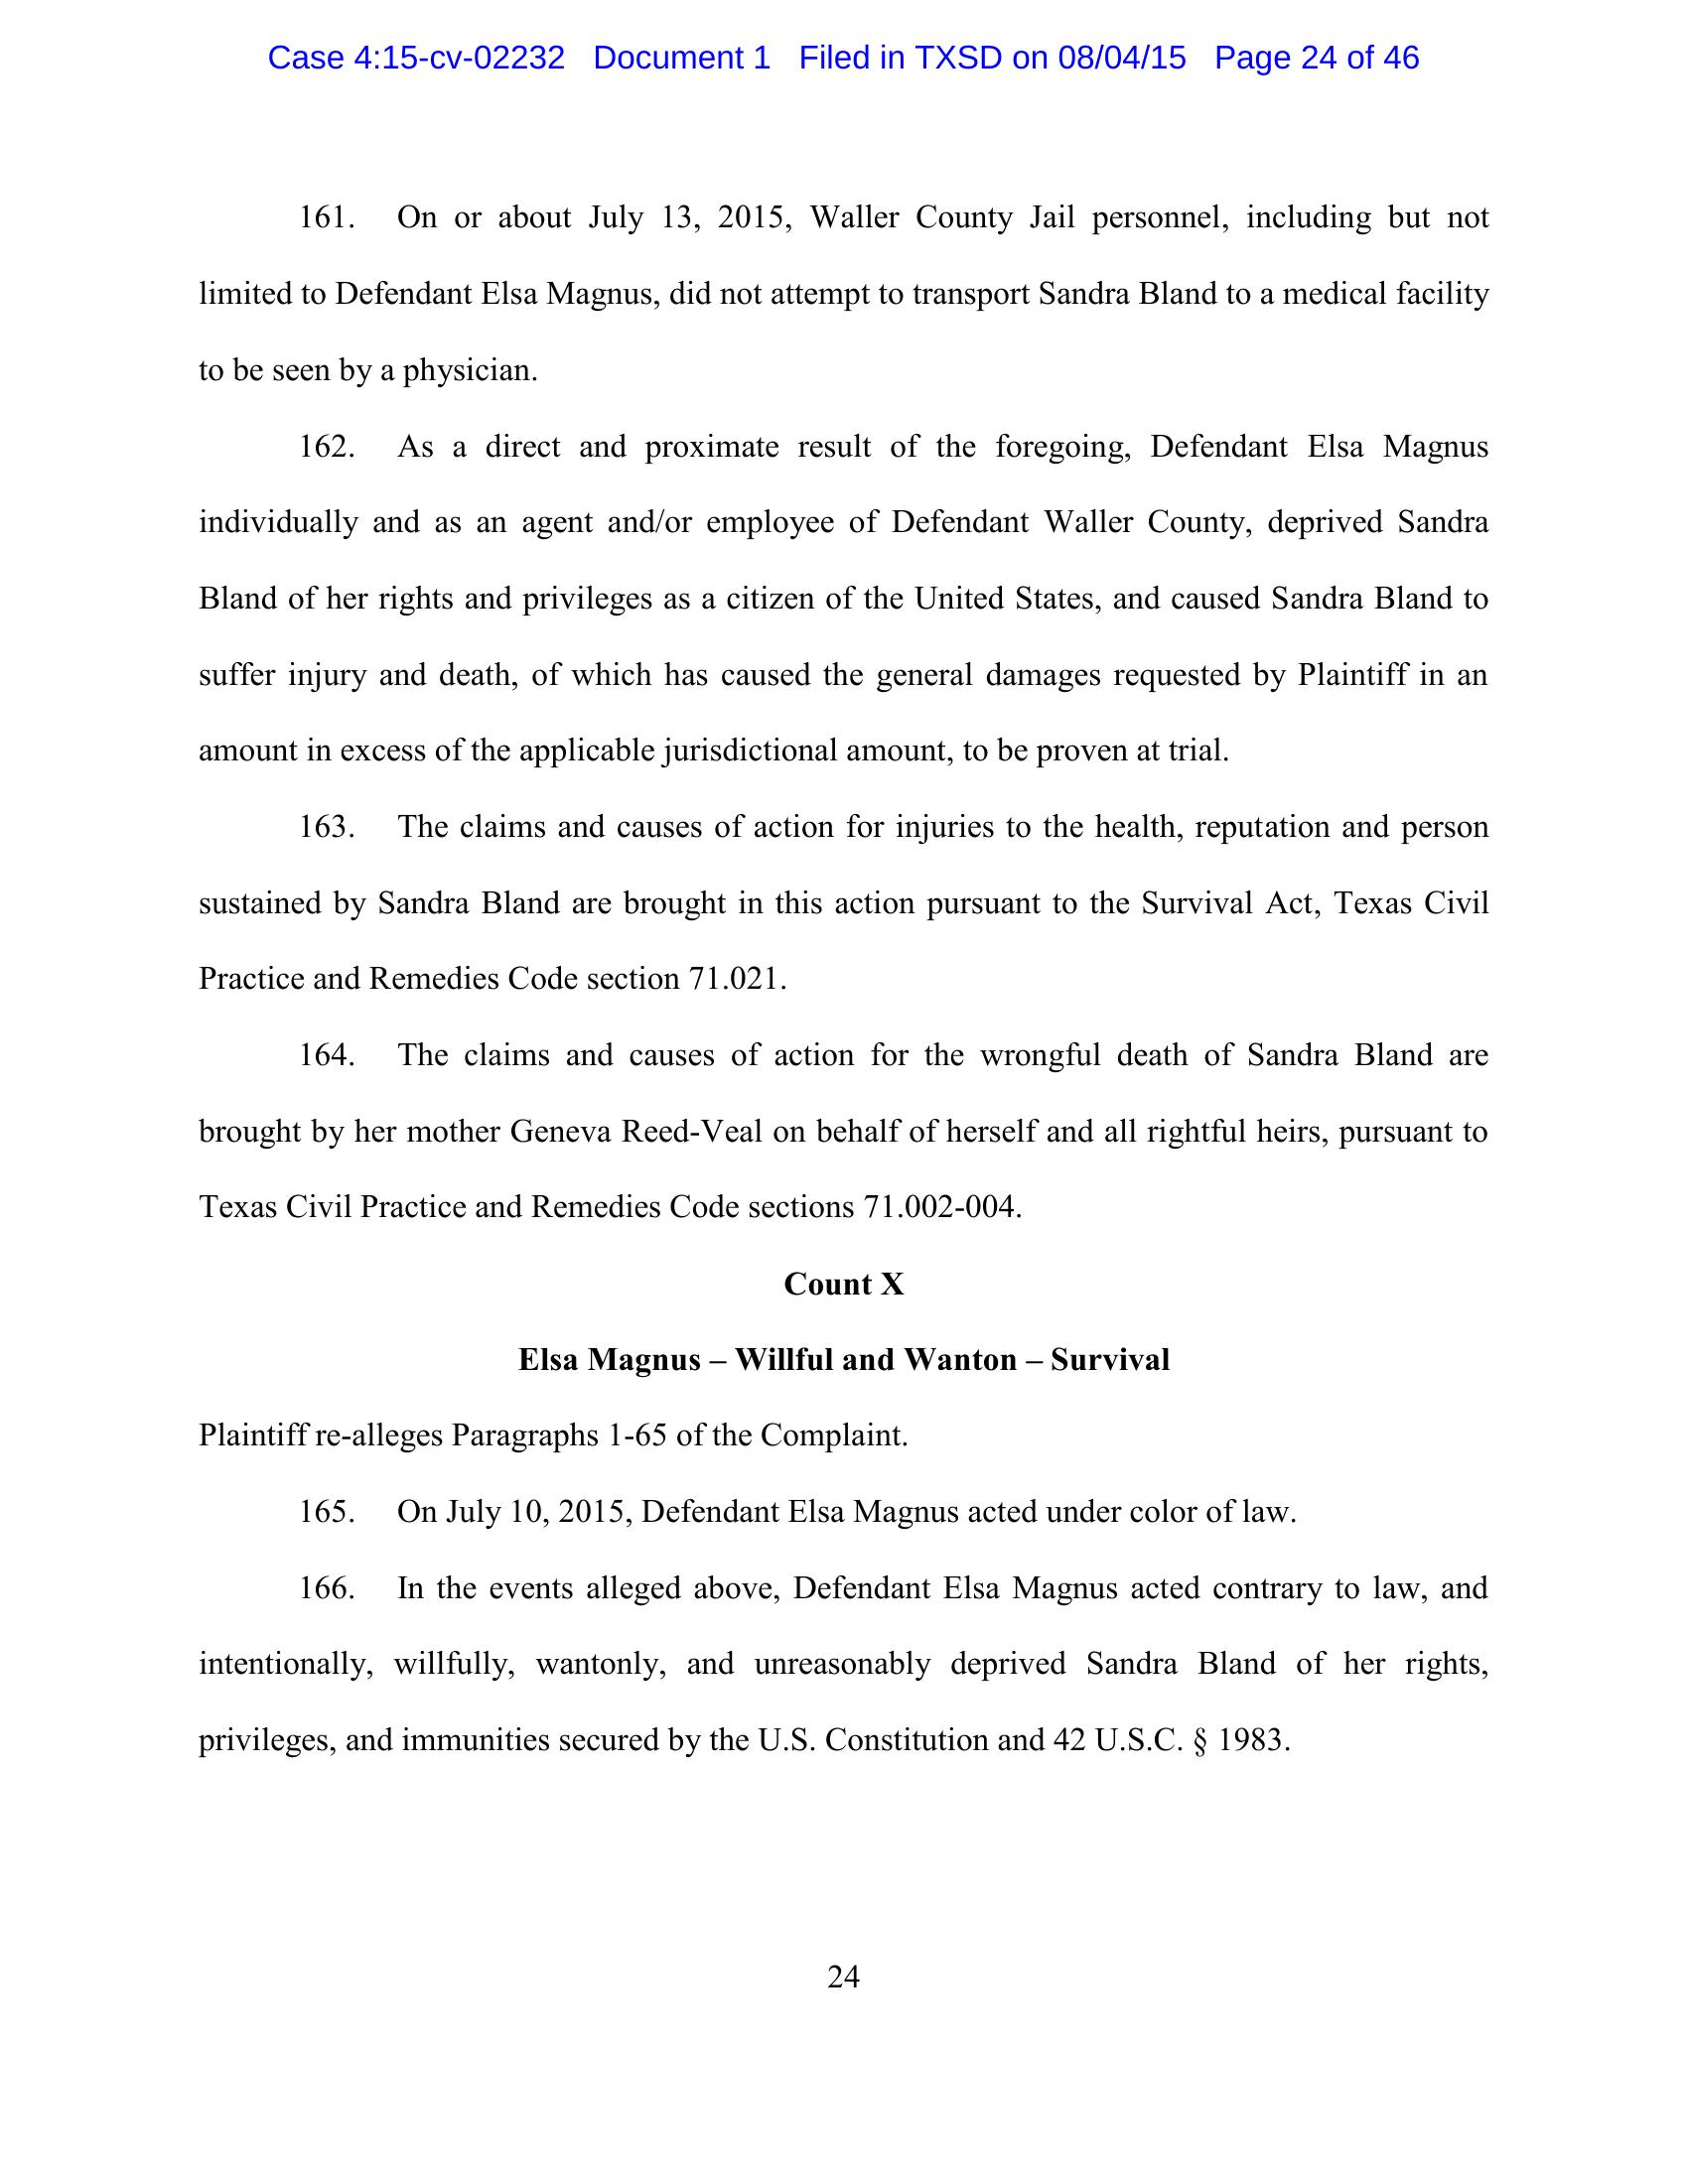 Case 4:15-cv-02232 Document 1 Filed in TXSD on 08/04/15 Page 24 of 46
161. On or about July 13, 2015, Waller County Jail personnel, including but not
limited to Defendant Elsa Magnus, did not attempt to transport Sandra Bland to a medical facility
to be seen by a physician.
162. As a direct and proximate result of the foregoing, Defendant Elsa Magnus
individually and as an agent and/or employee of Defendant Waller County, deprived Sandra
Bland of her rights and privileges as a citizen of the United States, and caused Sandra Bland to
suffer injury and death, of which has caused the general damages requested by Plaintiff in an
amount in excess of the applicable jurisdictional amount, to be proven at trial.
163. The claims and causes of action for injuries to the health, reputation and person
sustained by Sandra Bland are brought in this action pursuant to the Survival Act, Texas Civil
Practice and Remedies Code section 71.021.
164. The claims and causes of action for the wrongful death of Sandra Bland are
brought by her mother Geneva Reed-Veal on behalf of herself and all rightful heirs, pursuant to
Texas Civil Practice and Remedies Code sections 71.002-004.
Count X
Elsa Magnus – Willful and Wanton – Survival
Plaintiff re-alleges Paragraphs 1-65 of the Complaint.
165. On July 10, 2015, Defendant Elsa Magnus acted under color of law.
166. In the events alleged above, Defendant Elsa Magnus acted contrary to law, and
intentionally, willfully, wantonly, and unreasonably deprived Sandra Bland of her rights,
privileges, and immunities secured by the U.S. Constitution and 42 U.S.C. § 1983.
24